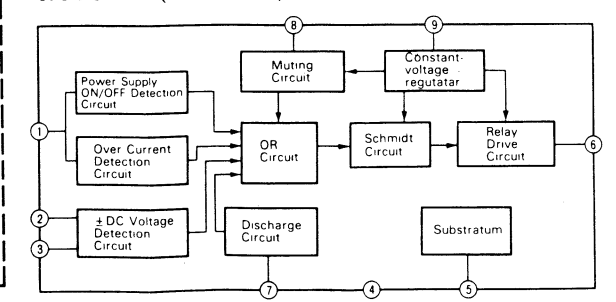 8
9
Power Supply
ON/OFF Detection
Circuit
Muting
Circuit
Constant-
voltage
regutatar
1
Over Current
Detection
Circuit
OR
Circuit
Schmidt
Circuit
Relay
Drive
Circuit
6
2
3
± DC Voltage
Detection
Circuit
Discharge
Circuit
Substratum
7
4
5